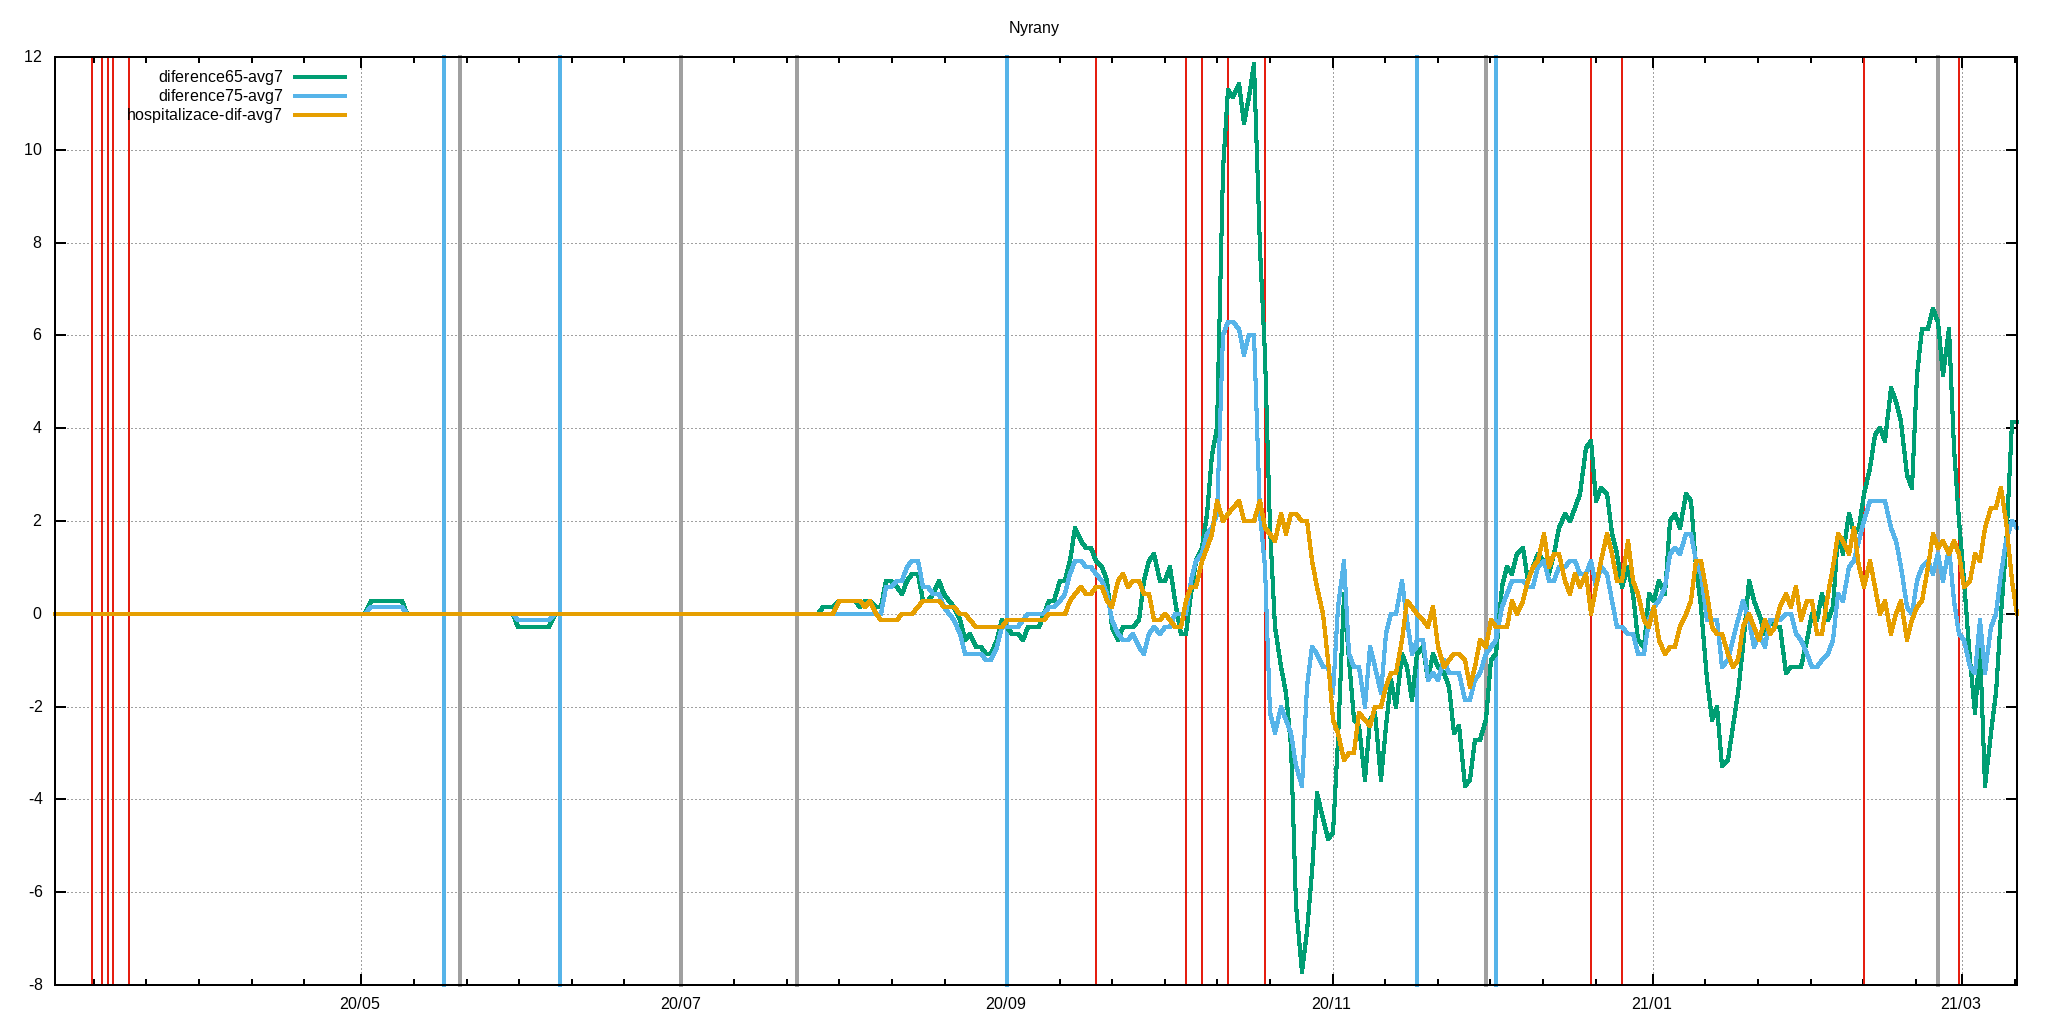 Nyrany
diference65-avg7
diference75-avg7
hospitalizace-dif-avg7
12
10
8
6
4
2
0
-2
-4
-6
-8
20/05 20/07 20/09 20/11 21/01 21/03